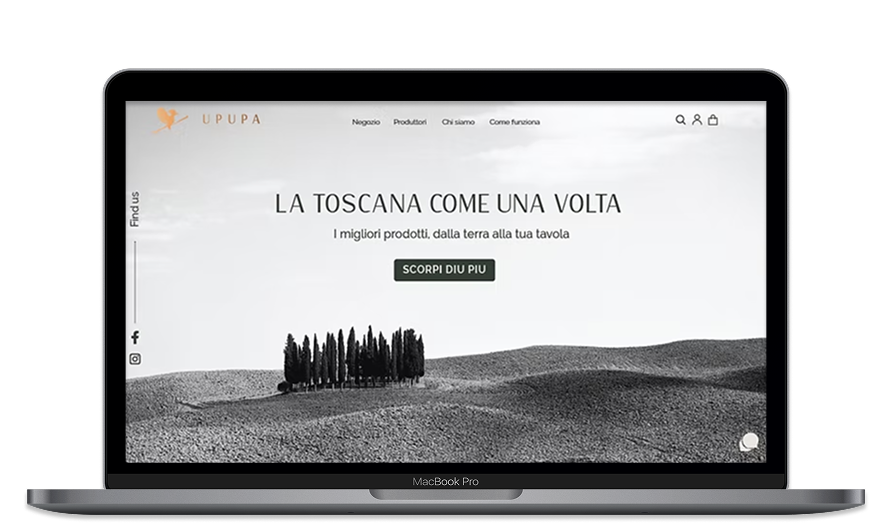 UPUPA
Negozio Produttori Chi siamo Come funziona
Find us
LA TOSCANA COME UNA VOLTA
I migliori prodotti, dalla terra alla tua tavola
SCORPI DIU PIU
MacBook Pro